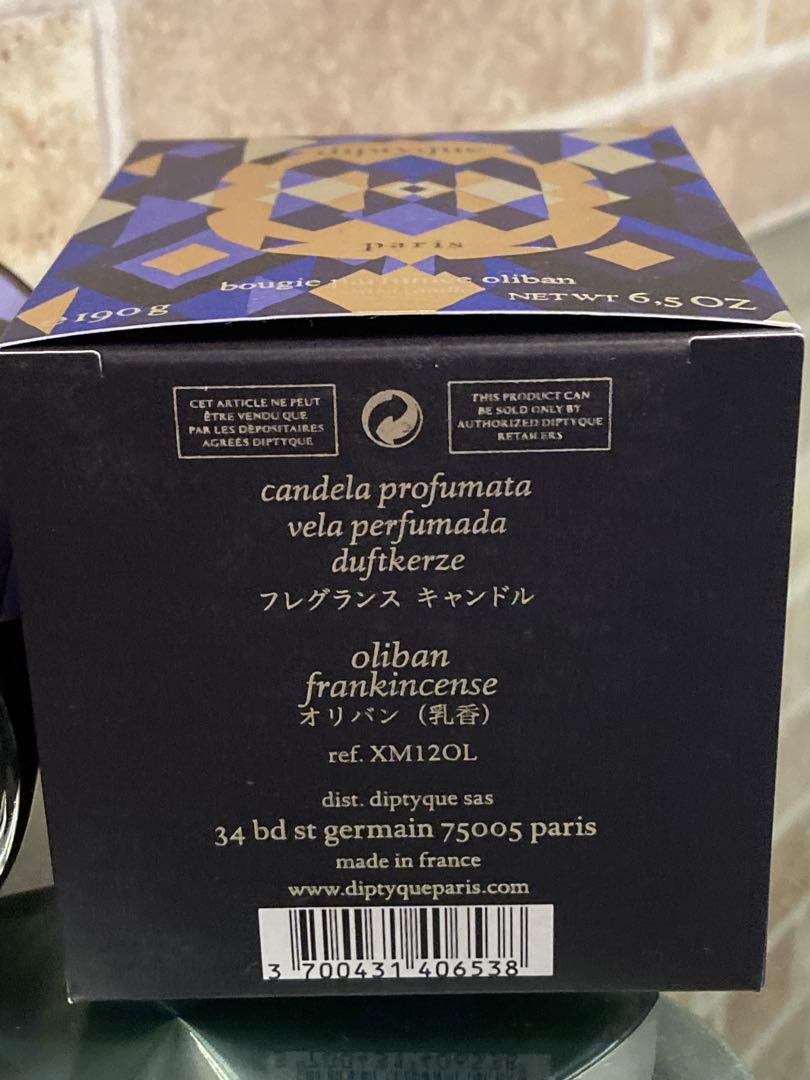 diptyque
paris
bougie parfumée oliban
190 g
NET WT 6,5 OZ
CET ARTICLE NE PEUT
ÊTRE VENDU QUE
PAR LES DÉPOSITAIRES
AGRÉÉS DIPTYQUE
THIS PRODUCT CAN
BE SOLD ONLY BY
AUTHORIZED DIPTYQUE
RETAILERS
candela profumata
vela perfumada
duftkerze
フレグランス キャンドル
oliban
frankincense
オリバン（乳香）
ref. XM12OL
dist. diptyque sas
34 bd st germain 75005 paris
made in france
www.diptyqueparis.com
3 700431 406538